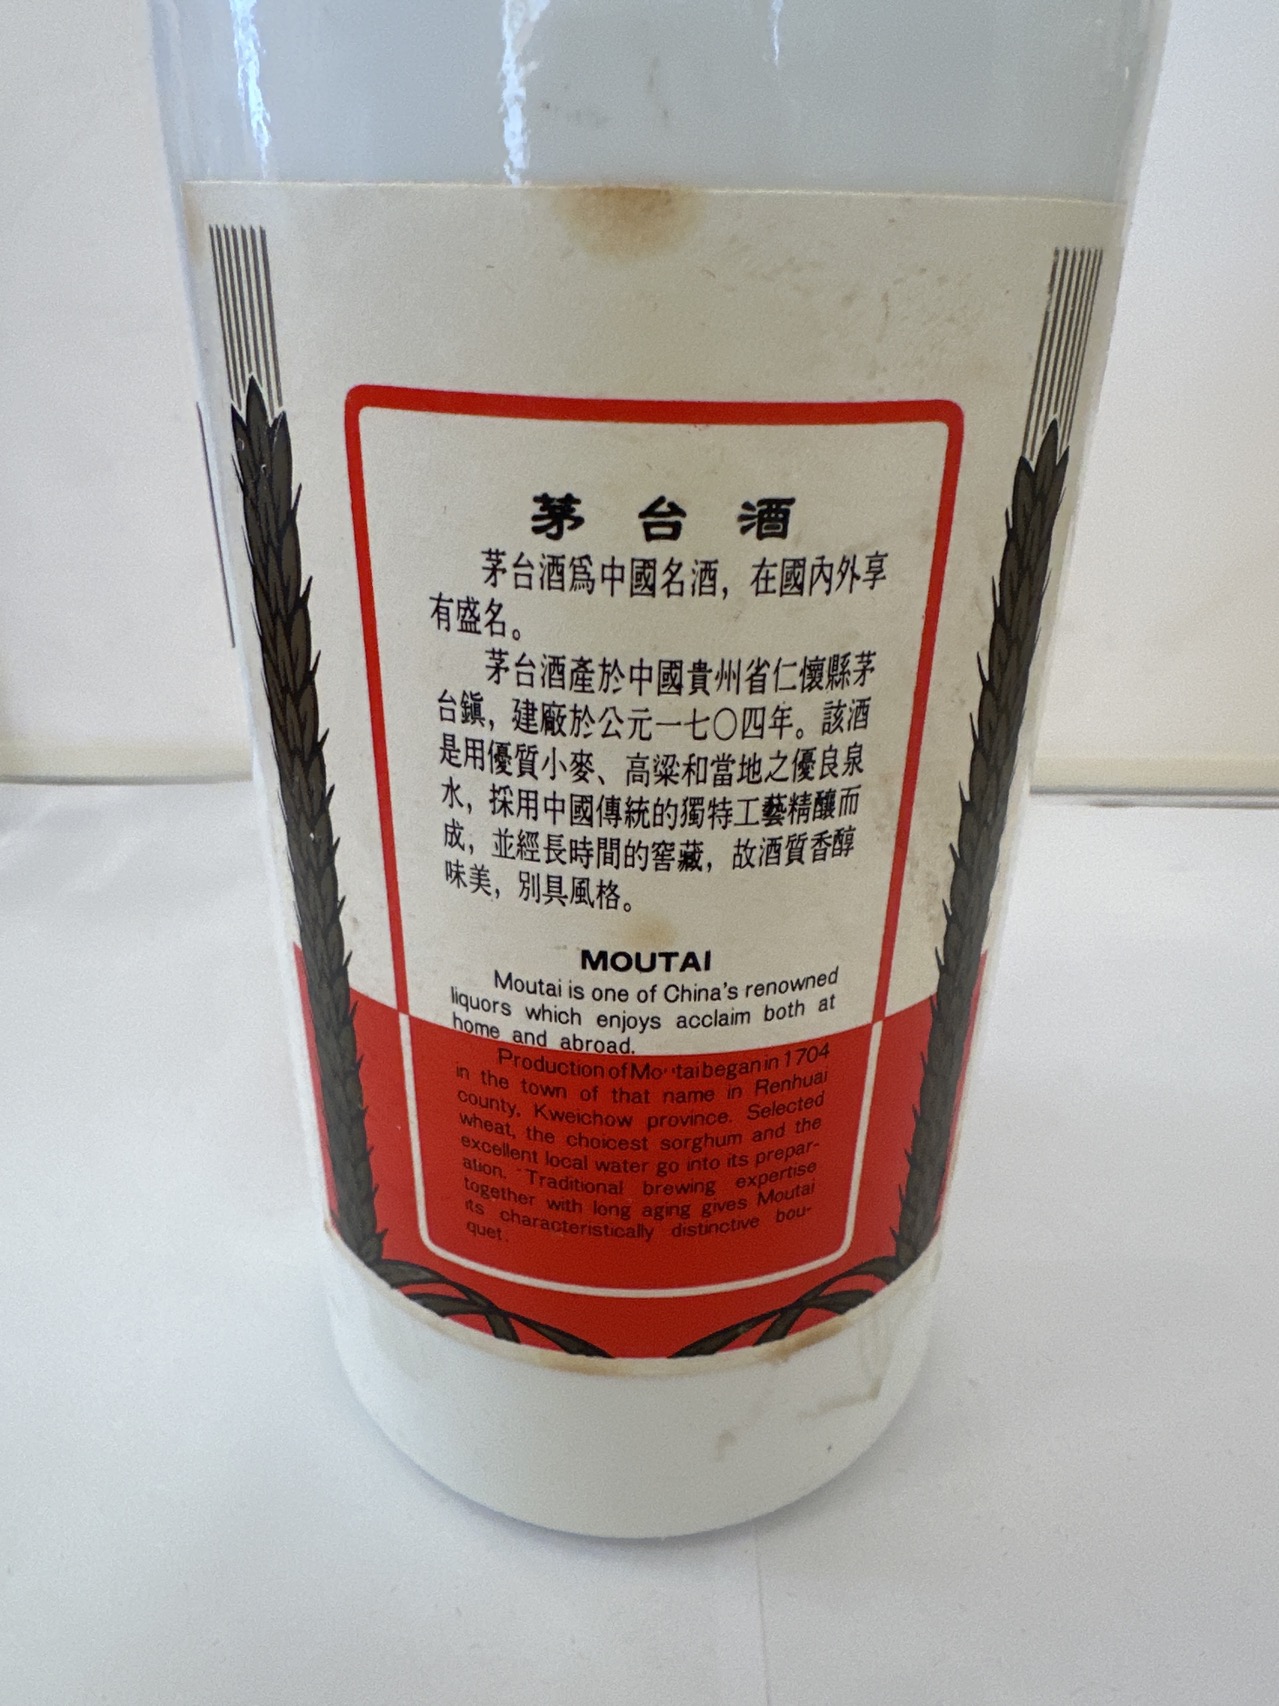 茅台酒
茅台酒爲中國名酒，在國內外享
有盛名。
茅台酒產於中國貴州省仁懷縣茅
台鎮，建廠於公元一七〇四年。該酒
是用優質小麥、高粱和當地之優良泉
水，採用中國傳統的獨特工藝精釀而
成，並經長時間的窖藏，故酒質香醇
味美，別具風格。
MOUTAI
Moutai is one of China's renowned
liquors which enjoys acclaim both at
home and abroad.
Production of Moutai began in 1704
in the town of that name in Renhuai
county, Kweichow province. Selected
wheat, the choicest sorghum and the
excellent local water go into its prepar-
ation. Traditional brewing expertise
together with long aging gives Moutai
its characteristically distinctive bou-
quet.